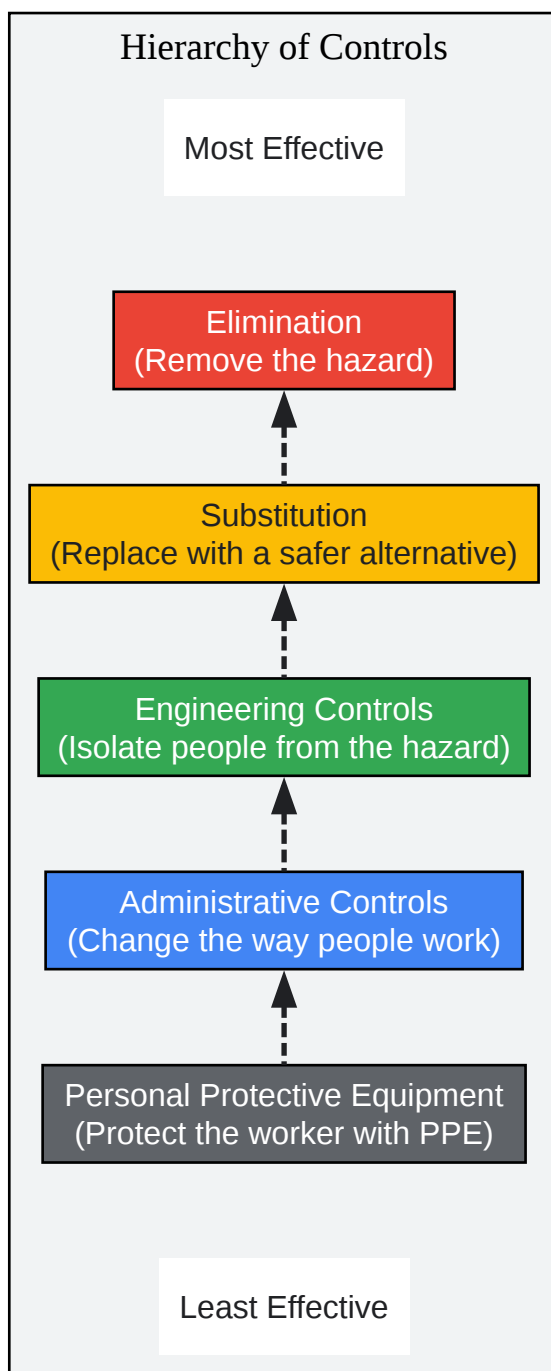 Hierarchy of Controls
Most Effective
Elimination
(Remove the hazard)
Substitution
(Replace with a safer alternative)
Engineering Controls
(Isolate people from the hazard)
Administrative Controls
(Change the way people work)
Personal Protective Equipment
(Protect the worker with PPE)
Least Effective